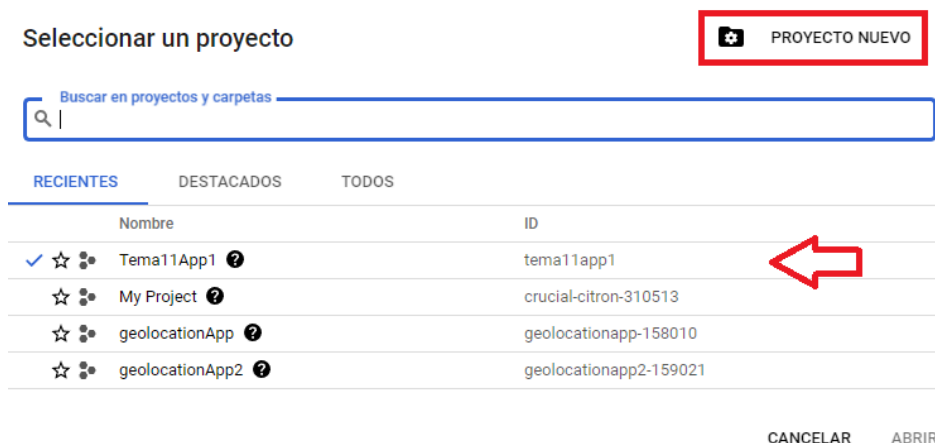 Seleccionar un proyecto
PROYECTO NUEVO
Buscar en proyectos y carpetas
RECIENTES DESTACADOS TODOS
Nombre ID
Tema11App1 tema11app1
My Project crucial-citron-310513
geolocationApp geolocationapp-158010
geolocationApp2 geolocationapp2-159021
CANCELAR ABRIR